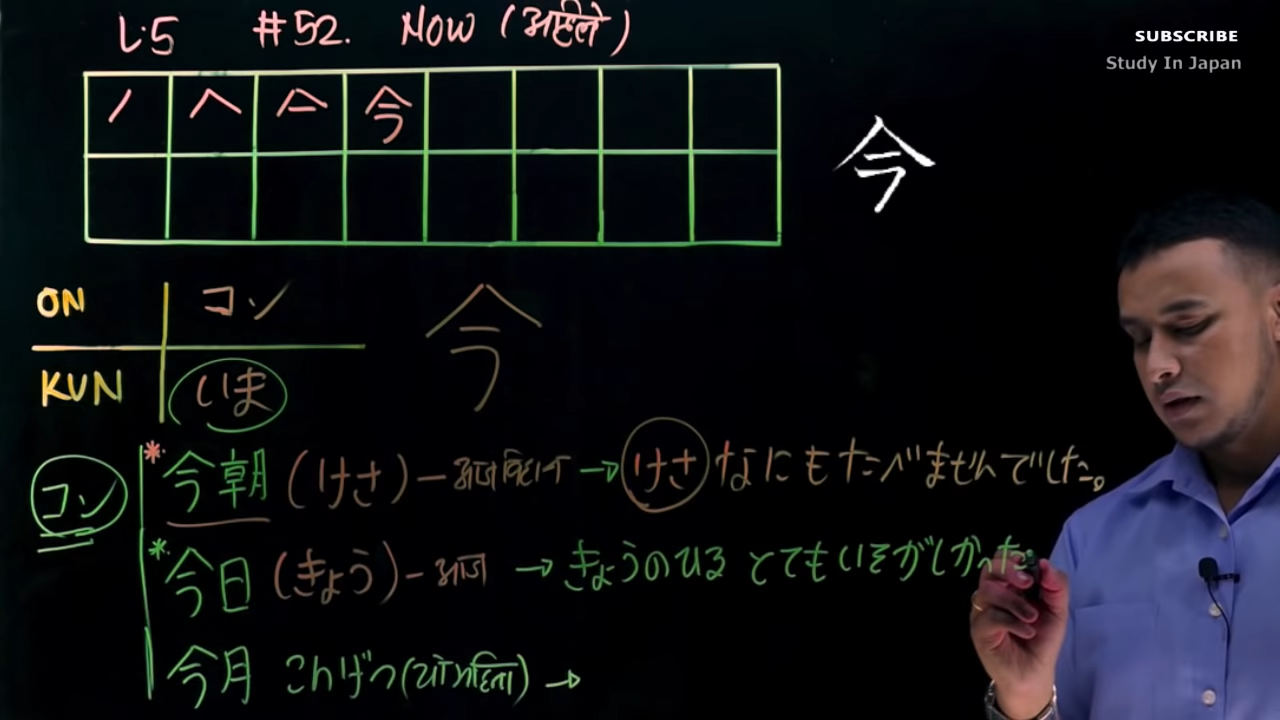 L:5 #52. Now (अहिले)
SUBSCRIBE
Study In Japan
ノ 𠆢 亼 今
今
ON コン
KUN いま
今
コン
* 今朝 (けさ) – आज बिहान → けさ なにもたべませんでした。
* 今日 (きょう) – आज → きょうのひる とてもいそがしかった
今月 こんげつ (यो महिना) →